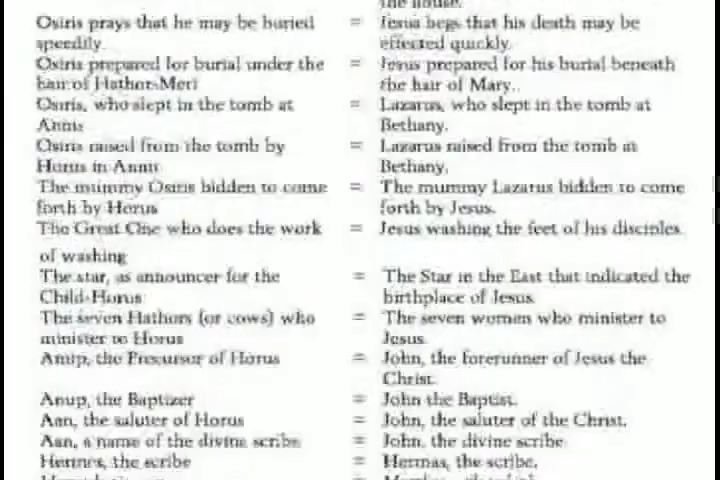 the house.
Osiris prays that he may be buried = Jesus begs that his death may be
speedily. effected quickly.
Osiris prepared for burial under the = Jesus prepared for his burial beneath
hair of Hathor-Meri the hair of Mary.
Osiris, who slept in the tomb at = Lazarus, who slept in the tomb at
Annu Bethany.
Osiris raised from the tomb by = Lazarus raised from the tomb at
Horus in Annu Bethany.
The mummy Osiris bidden to come = The mummy Lazarus bidden to come
forth by Horus forth by Jesus.
The Great One who does the work = Jesus washing the feet of his disciples.
of washing
The star, as announcer for the = The Star in the East that indicated the
Child-Horus birthplace of Jesus.
The seven Hathors (or cows) who = The seven women who minister to
minister to Horus Jesus.
Anup, the Precursor of Horus = John, the forerunner of Jesus the
Christ.
Anup, the Baptizer = John the Baptist.
Aan, the saluter of Horus = John, the saluter of the Christ.
Aan, a name of the divine scribe = John, the divine scribe
Hermes, the scribe = Hermas, the scribe.